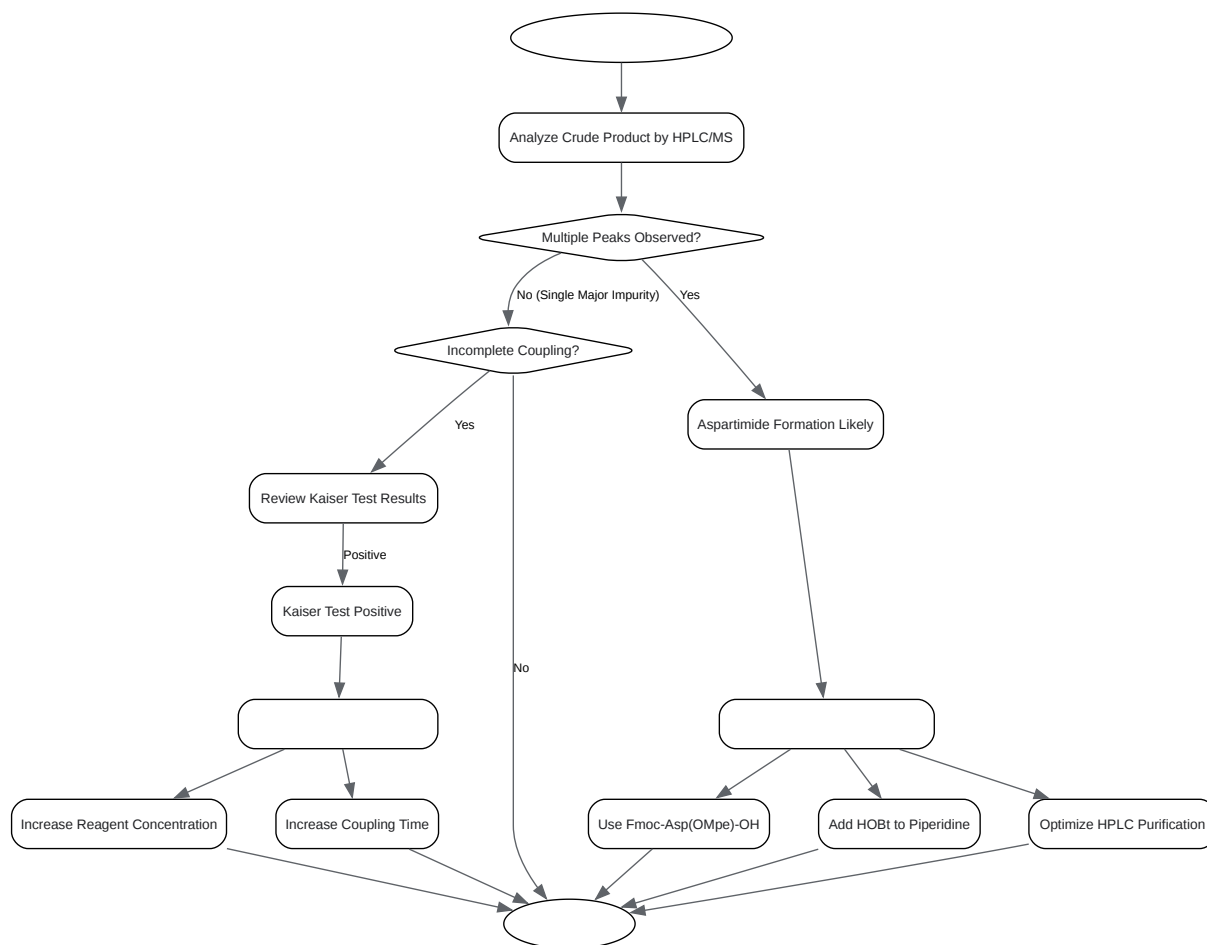 Analyze Crude Product by HPLC/MS
Multiple Peaks Observed?
No (Single Major Impurity)
Yes
Incomplete Coupling?
Yes
Aspartimide Formation Likely
Review Kaiser Test Results
Positive
Kaiser Test Positive
No
Increase Reagent Concentration
Increase Coupling Time
Use Fmoc-Asp(OMpe)-OH
Add HOBt to Piperidine
Optimize HPLC Purification